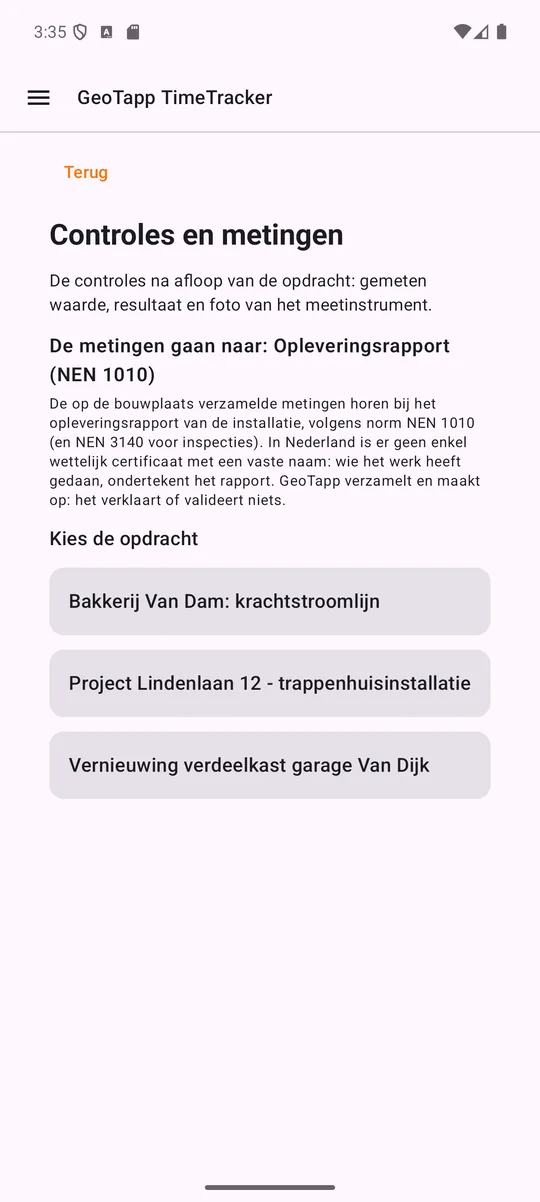 3:35
GeoTapp TimeTracker
Terug
Controles en metingen
De controles na afloop van de opdracht: gemeten
waarde, resultaat en foto van het meetinstrument.
De metingen gaan naar: Opleveringsrapport
(NEN 1010)
De op de bouwplaats verzamelde metingen horen bij het
opleveringsrapport van de installatie, volgens norm NEN 1010
(en NEN 3140 voor inspecties). In Nederland is er geen enkel
wettelijk certificaat met een vaste naam: wie het werk heeft
gedaan, ondertekent het rapport. GeoTapp verzamelt en maakt
op: het verklaart of valideert niets.
Kies de opdracht
Bakkerij Van Dam: krachtstroomlijn
Project Lindenlaan 12 - trappenhuisinstallatie
Vernieuwing verdeelkast garage Van Dijk